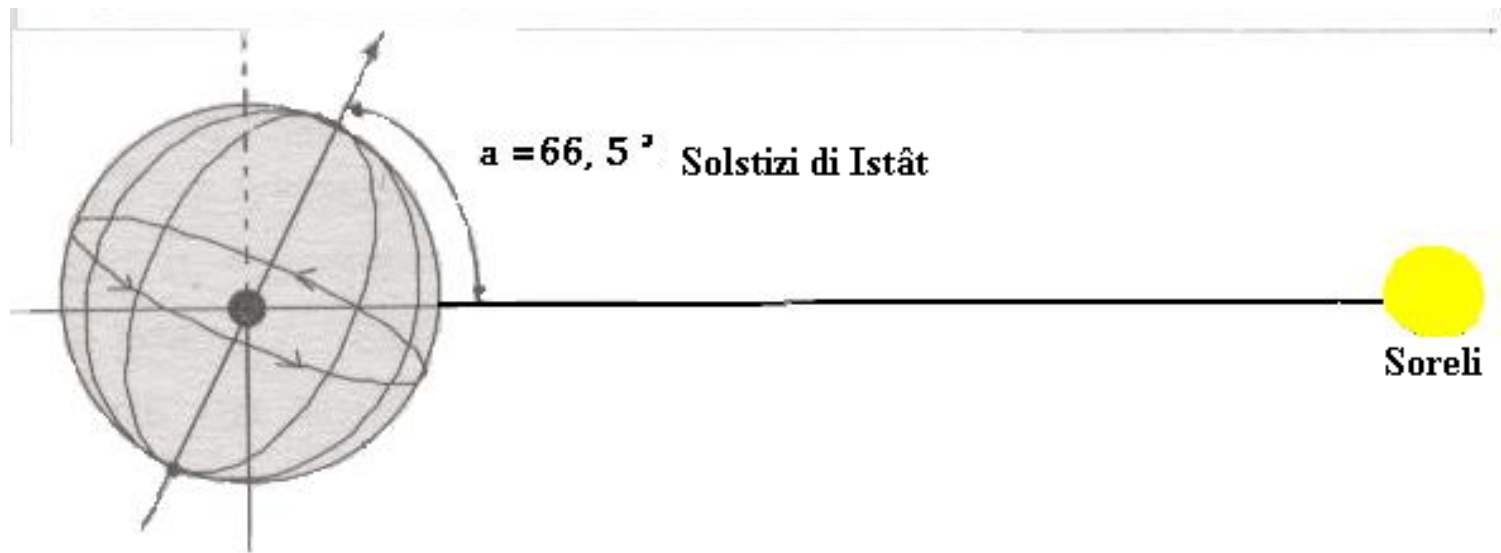 a = 66, 5 ° Solstizi di Istât
Soreli